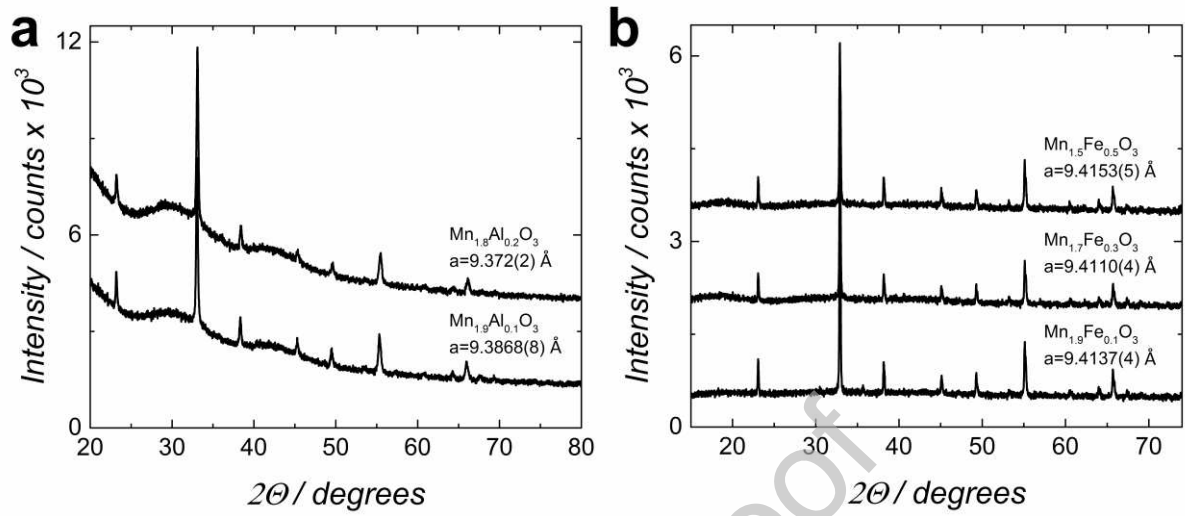 a
12
6
0
Intensity / counts x 10³
Mn₁.₈Al₀.₂O₃
a=9.372(2) Å
Mn₁.₉Al₀.₁O₃
a=9.3868(8) Å
20 30 40 50 60 70 80
2Θ / degrees
b
6
3
0
Intensity / counts x 10³
Mn₁.₅Fe₀.₅O₃
a=9.4153(5) Å
Mn₁.₇Fe₀.₃O₃
a=9.4110(4) Å
Mn₁.₉Fe₀.₁O₃
a=9.4137(4) Å
20 30 40 50 60 70
2Θ / degrees